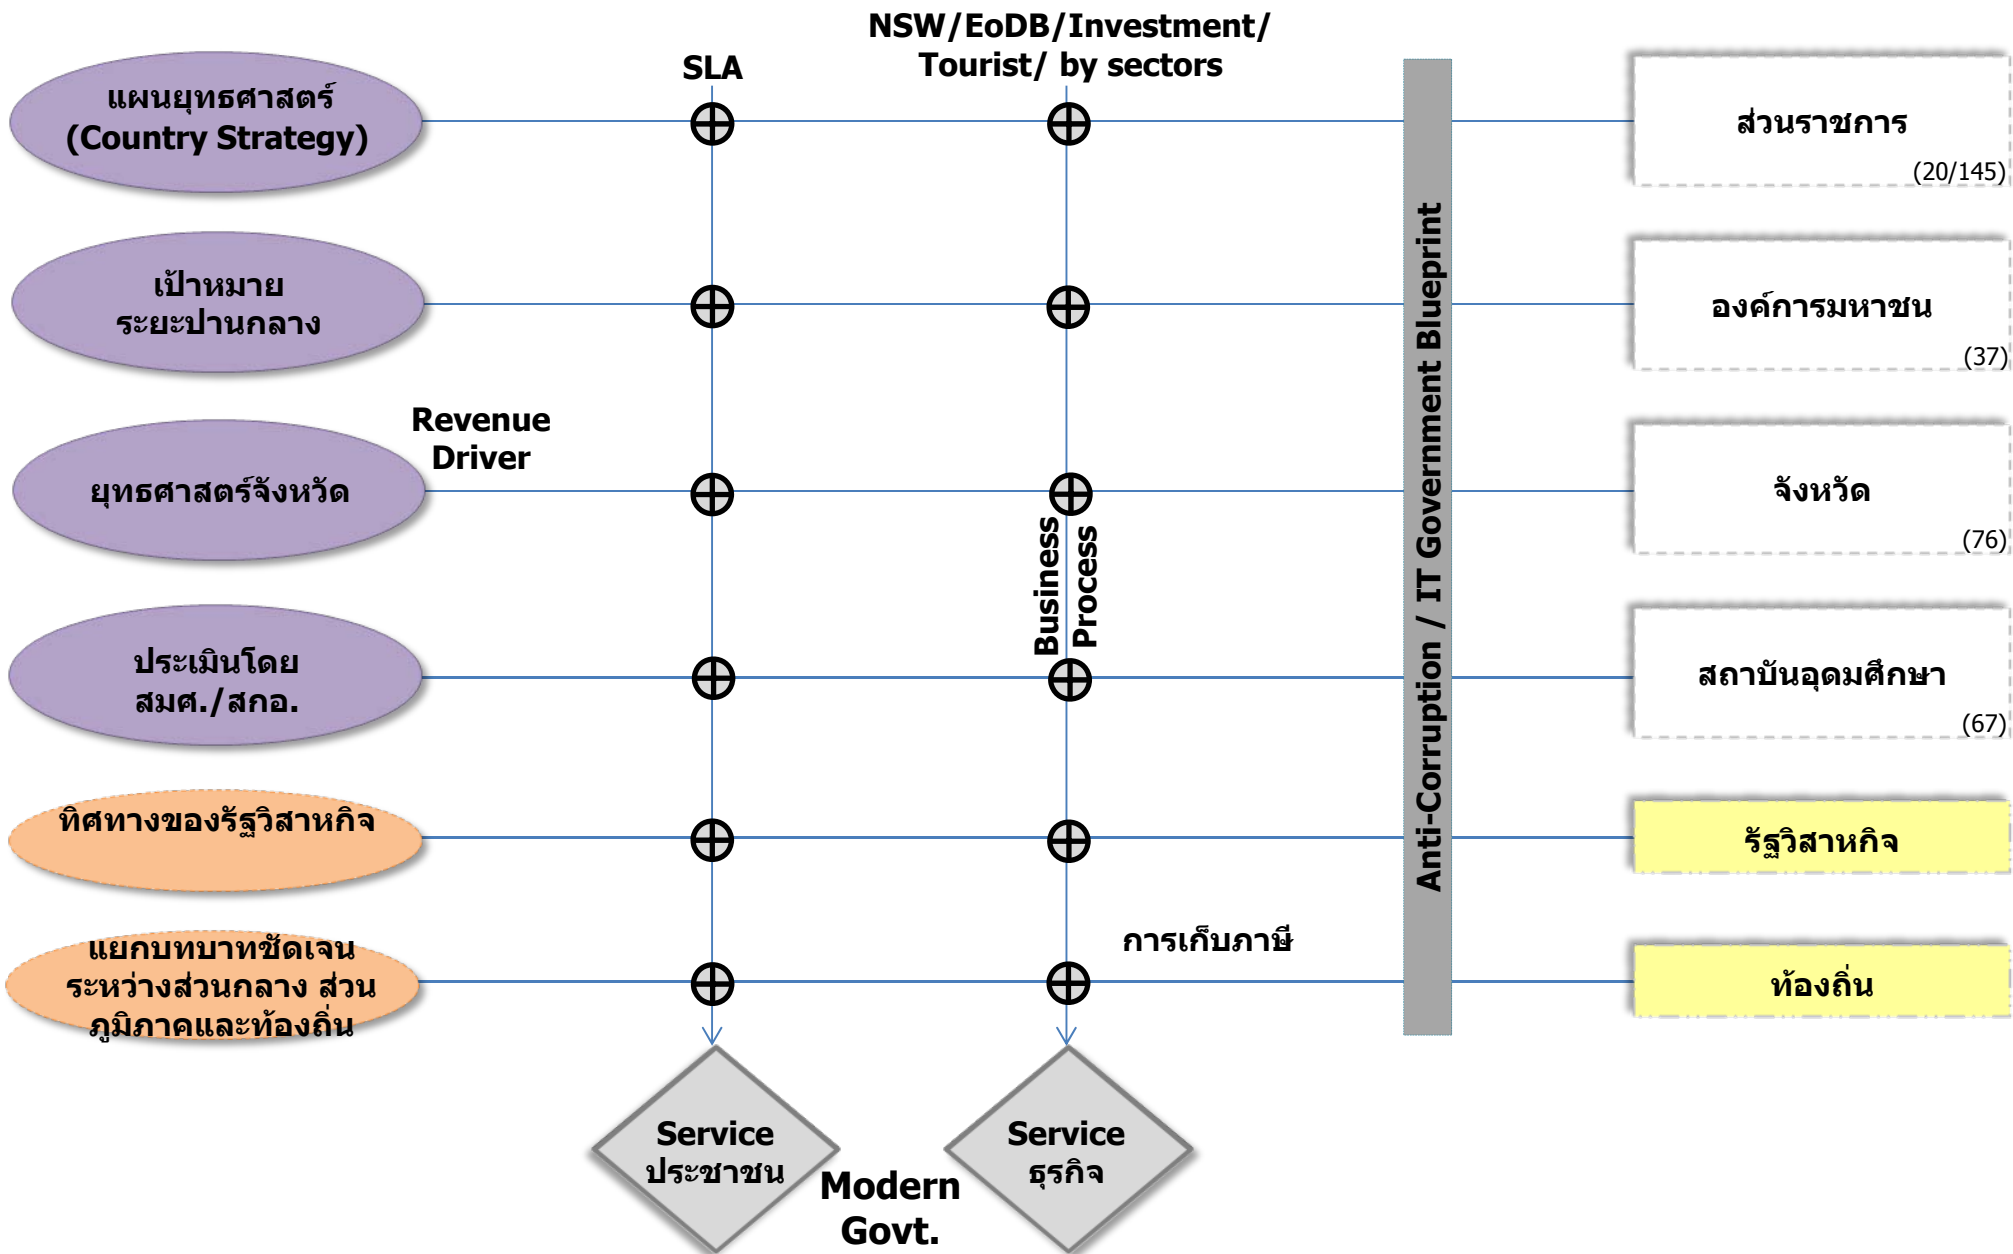 NSW/EoDB/Investment/
Tourist/ by sectors
SLA
แผนยุทธศาสตร์
(Country Strategy)
ส่วนราชการ
(20/145)
เป้าหมาย
ระยะปานกลาง
องค์การมหาชน
(37)
Revenue
Driver
ยุทธศาสตร์จังหวัด
จังหวัด
(76)
Business
Process
Anti-Corruption / IT Government Blueprint
ประเมินโดย
สมศ./สกอ.
สถาบันอุดมศึกษา
(67)
ทิศทางของรัฐวิสาหกิจ
รัฐวิสาหกิจ
แยกบทบาทชัดเจน
ระหว่างส่วนกลาง ส่วน
ภูมิภาคและท้องถิ่น
การเก็บภาษี
ท้องถิ่น
Service
ประชาชน
Service
ธุรกิจ
Modern
Govt.